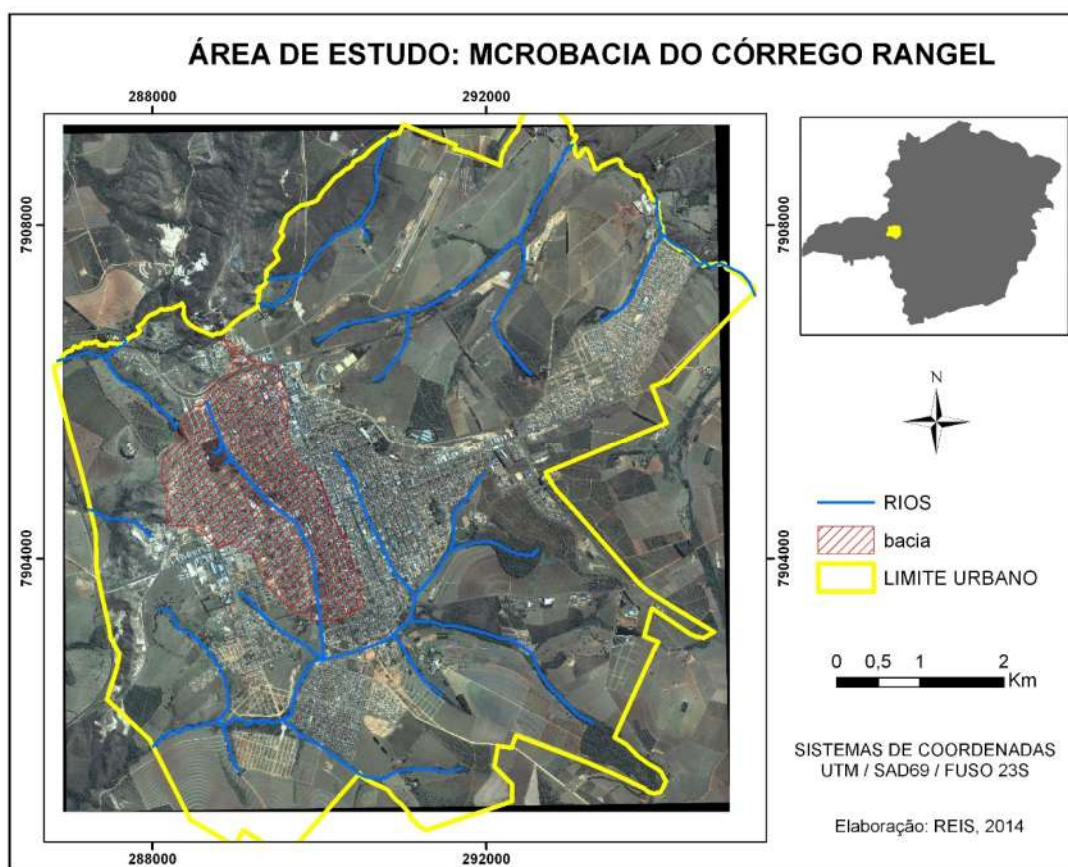 ÁREA DE ESTUDO: MCROBACIA DO CÓRREGO RANGEL
288000
292000
7908000
7908000
7904000
7904000
288000
292000
N
RIOS
bacia
LIMITE URBANO
0 0,5 1 2
Km
SISTEMAS DE COORDENADAS
UTM / SAD69 / FUSO 23S
Elaboração: REIS, 2014